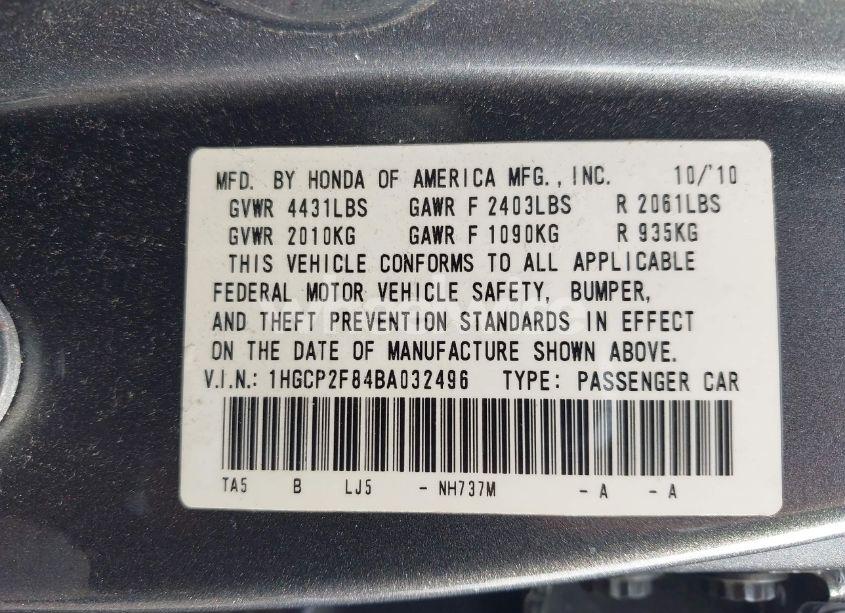 MFD. BY HONDA OF AMERICA MFG., INC. 10/'10
GVWR 4431LBS GAWR F 2403LBS R 2061LBS
GVWR 2010KG GAWR F 1090KG R 935KG
THIS VEHICLE CONFORMS TO ALL APPLICABLE
FEDERAL MOTOR VEHICLE SAFETY, BUMPER,
AND THEFT PREVENTION STANDARDS IN EFFECT
ON THE DATE OF MANUFACTURE SHOWN ABOVE.
V.I.N.: 1HGCP2F84BA032496 TYPE: PASSENGER CAR
TA5 B LJ5 - NH737M - A - A